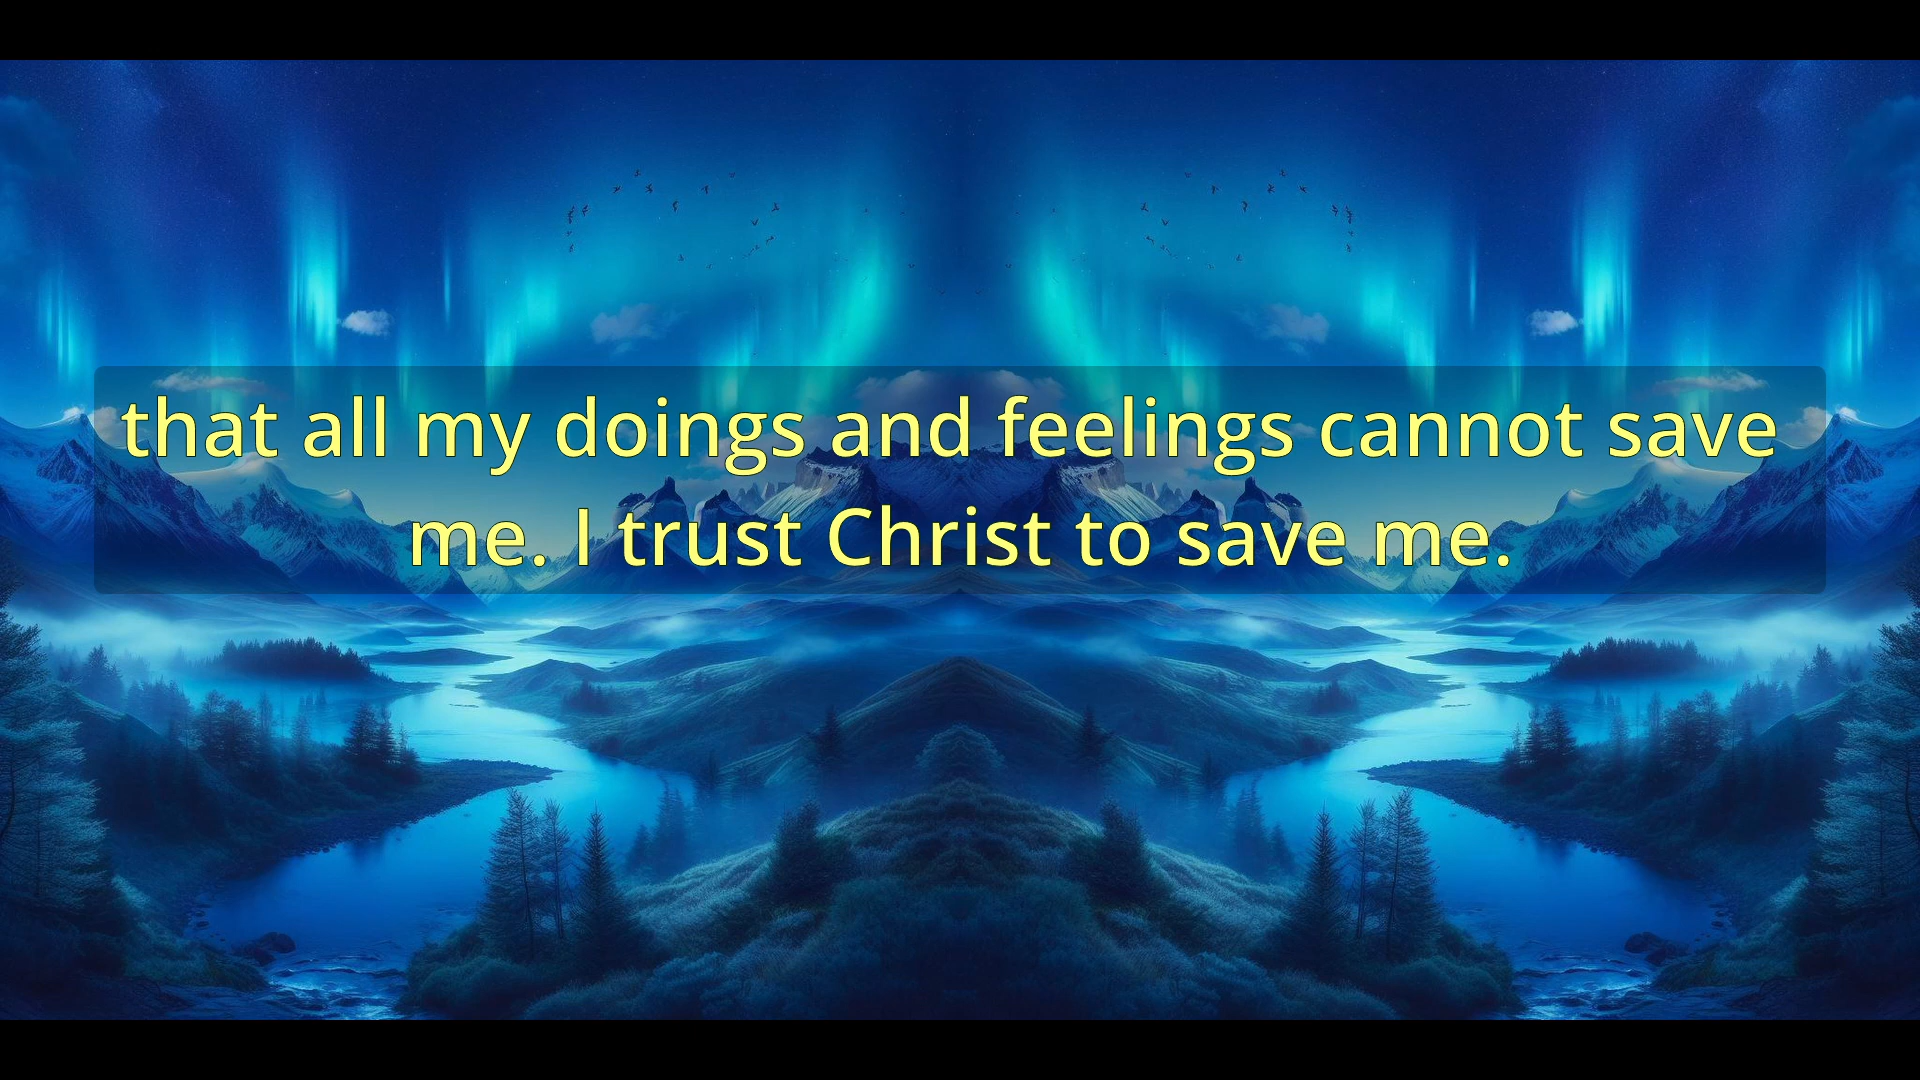 that all my doings and feelings cannot save
me. I trust Christ to save me.